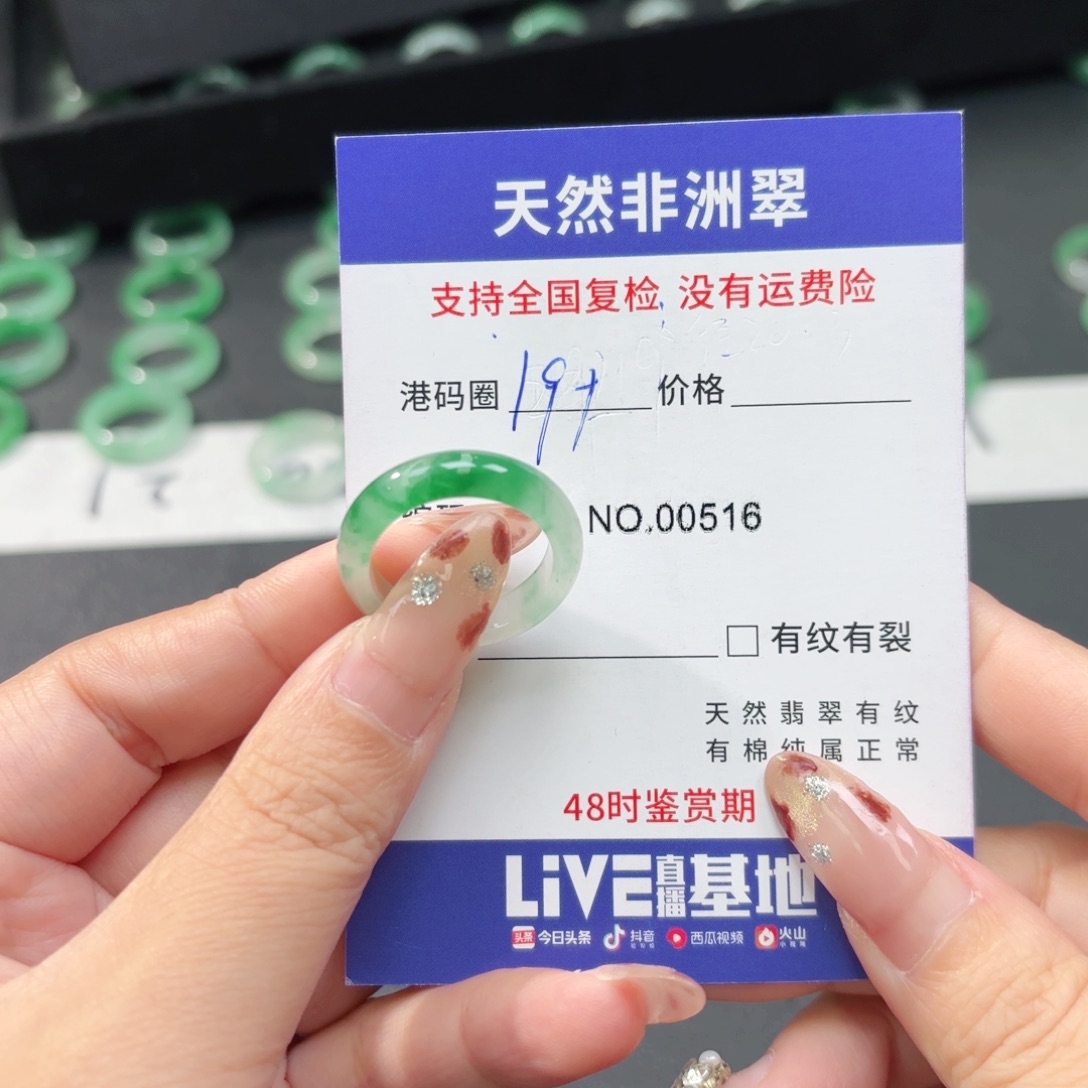 天然非洲翠
支持全国复检,没有运费险
港码圈 19+ 价格
NO.00516
□ 有纹有裂
天然翡翠有纹
有棉纯属正常
48时鉴赏期
LiVE直播基地
头条 今日头条 抖音 西瓜视频 火山
12